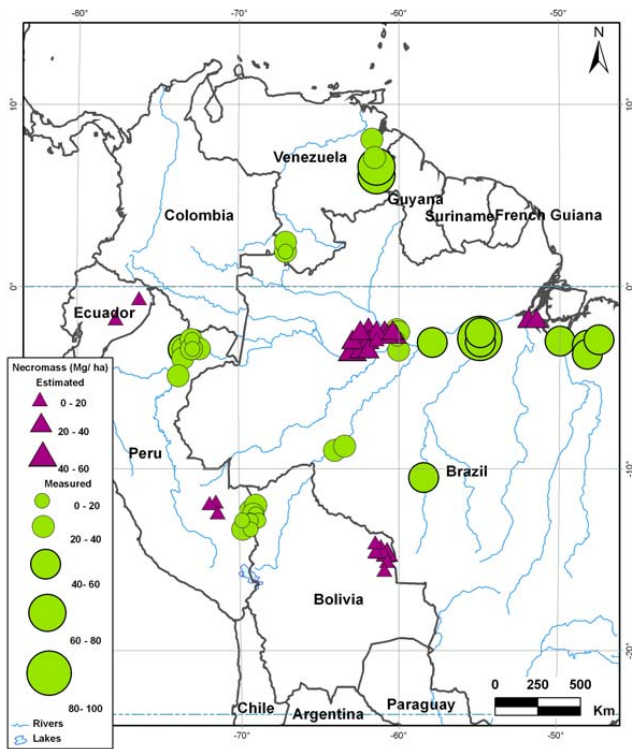 -70° -60° -50°
N
10°
10°
Venezuela
Guyana
Suriname French Guiana
Colombia
0°
0°
Ecuador
Necromass (Mg/ ha)
Estimated
0 - 20
20 - 40
40 - 60
Measured
0 - 20
20 - 40
40 - 60
60 - 80
80 - 100
Rivers
Lakes
Peru
Brazil
-10°
Bolivia
-20°
Chile
Argentina
Paraguay
0 250 500
Km
-70° -60° -50°